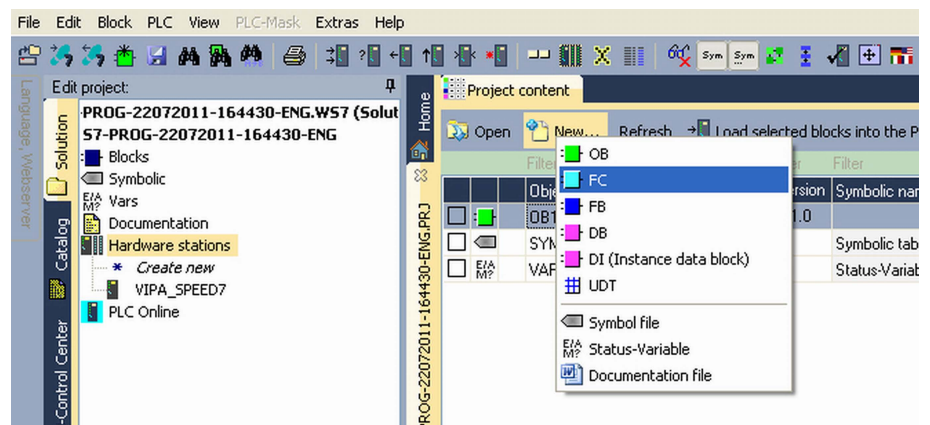 File Edit Block PLC View PLC-Mask Extras Help
Sym Sym
Language, Webserver
Solution
Catalog
-Control Center
Edit project:
PROG-22072011-164430-ENG.WS7 (Solut
S7-PROG-22072011-164430-ENG
Blocks
Symbolic
E/A M? Vars
Documentation
Hardware stations
Create new
VIPA_SPEED7
PLC Online
Home
PROG-22072011-164430-ENG.PRJ
Project content
Open New... Refresh Load selected blocks into the P
Filter Filter
Obje rsion Symbolic nar
OB1 1.0
SYM Symbolic tab
E/A M? VAR Status-Variab
OB
FC
FB
DB
DI (Instance data block)
UDT
Symbol file
E/A M? Status-Variable
Documentation file